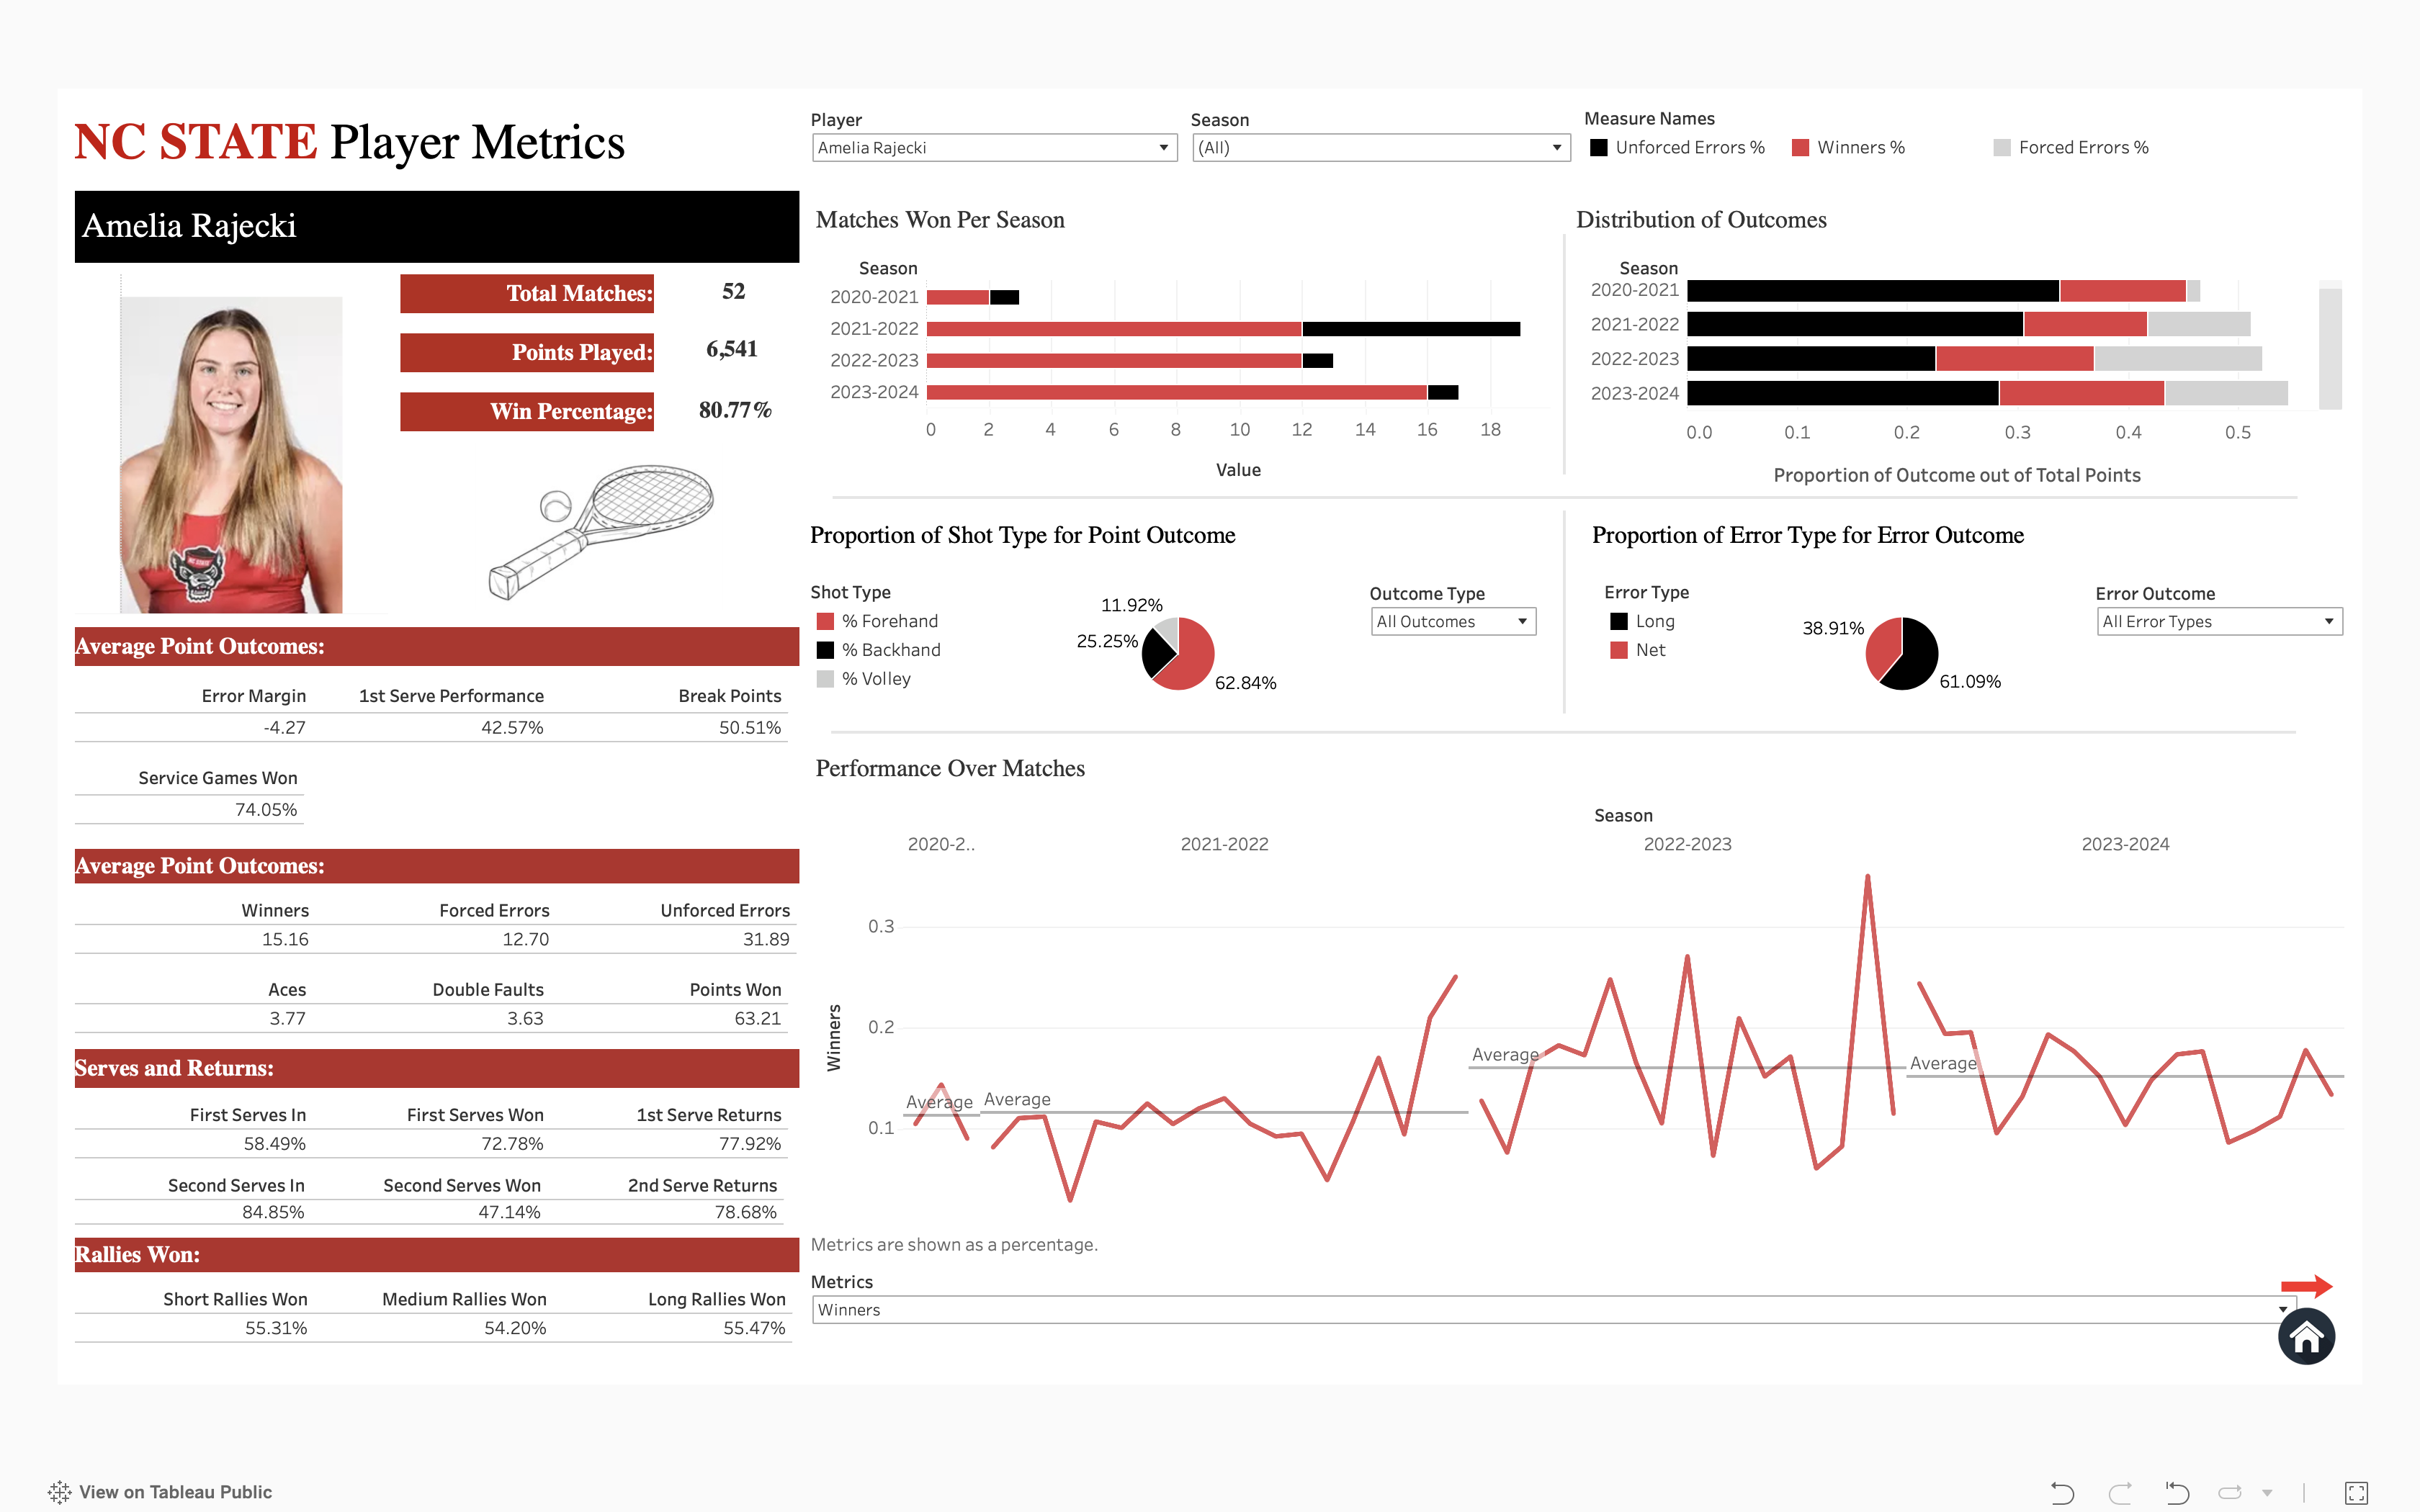 NC STATE Player Metrics
Amelia Rajecki
Total Matches: 52
Points Played: 6,541
Win Percentage: 80.77%
NC STATE
Average Point Outcomes:
Error Margin 1st Serve Performance Break Points
-4.27 42.57% 50.51%
Service Games Won
74.05%
Average Point Outcomes:
Winners Forced Errors Unforced Errors
15.16 12.70 31.89
Aces Double Faults Points Won
3.77 3.63 63.21
Serves and Returns:
First Serves In First Serves Won 1st Serve Returns
58.49% 72.78% 77.92%
Second Serves In Second Serves Won 2nd Serve Returns
84.85% 47.14% 78.68%
Rallies Won:
Short Rallies Won Medium Rallies Won Long Rallies Won
55.31% 54.20% 55.47%
Player
Amelia Rajecki
Season
(All)
Measure Names
Unforced Errors % Winners % Forced Errors %
Matches Won Per Season
Season
2020-2021
2021-2022
2022-2023
2023-2024
0 2 4 6 8 10 12 14 16 18
Value
Distribution of Outcomes
Season
2020-2021
2021-2022
2022-2023
2023-2024
0.0 0.1 0.2 0.3 0.4 0.5
Proportion of Outcome out of Total Points
Proportion of Shot Type for Point Outcome
Shot Type
% Forehand
% Backhand
% Volley
11.92%
25.25%
62.84%
Outcome Type
All Outcomes
Proportion of Error Type for Error Outcome
Error Type
Long
Net
38.91%
61.09%
Error Outcome
All Error Types
Performance Over Matches
Season
2020-2.. 2021-2022 2022-2023 2023-2024
0.3
0.2
0.1
Winners
Average
Average
Average
Average
Metrics are shown as a percentage.
Metrics
Winners
View on Tableau Public